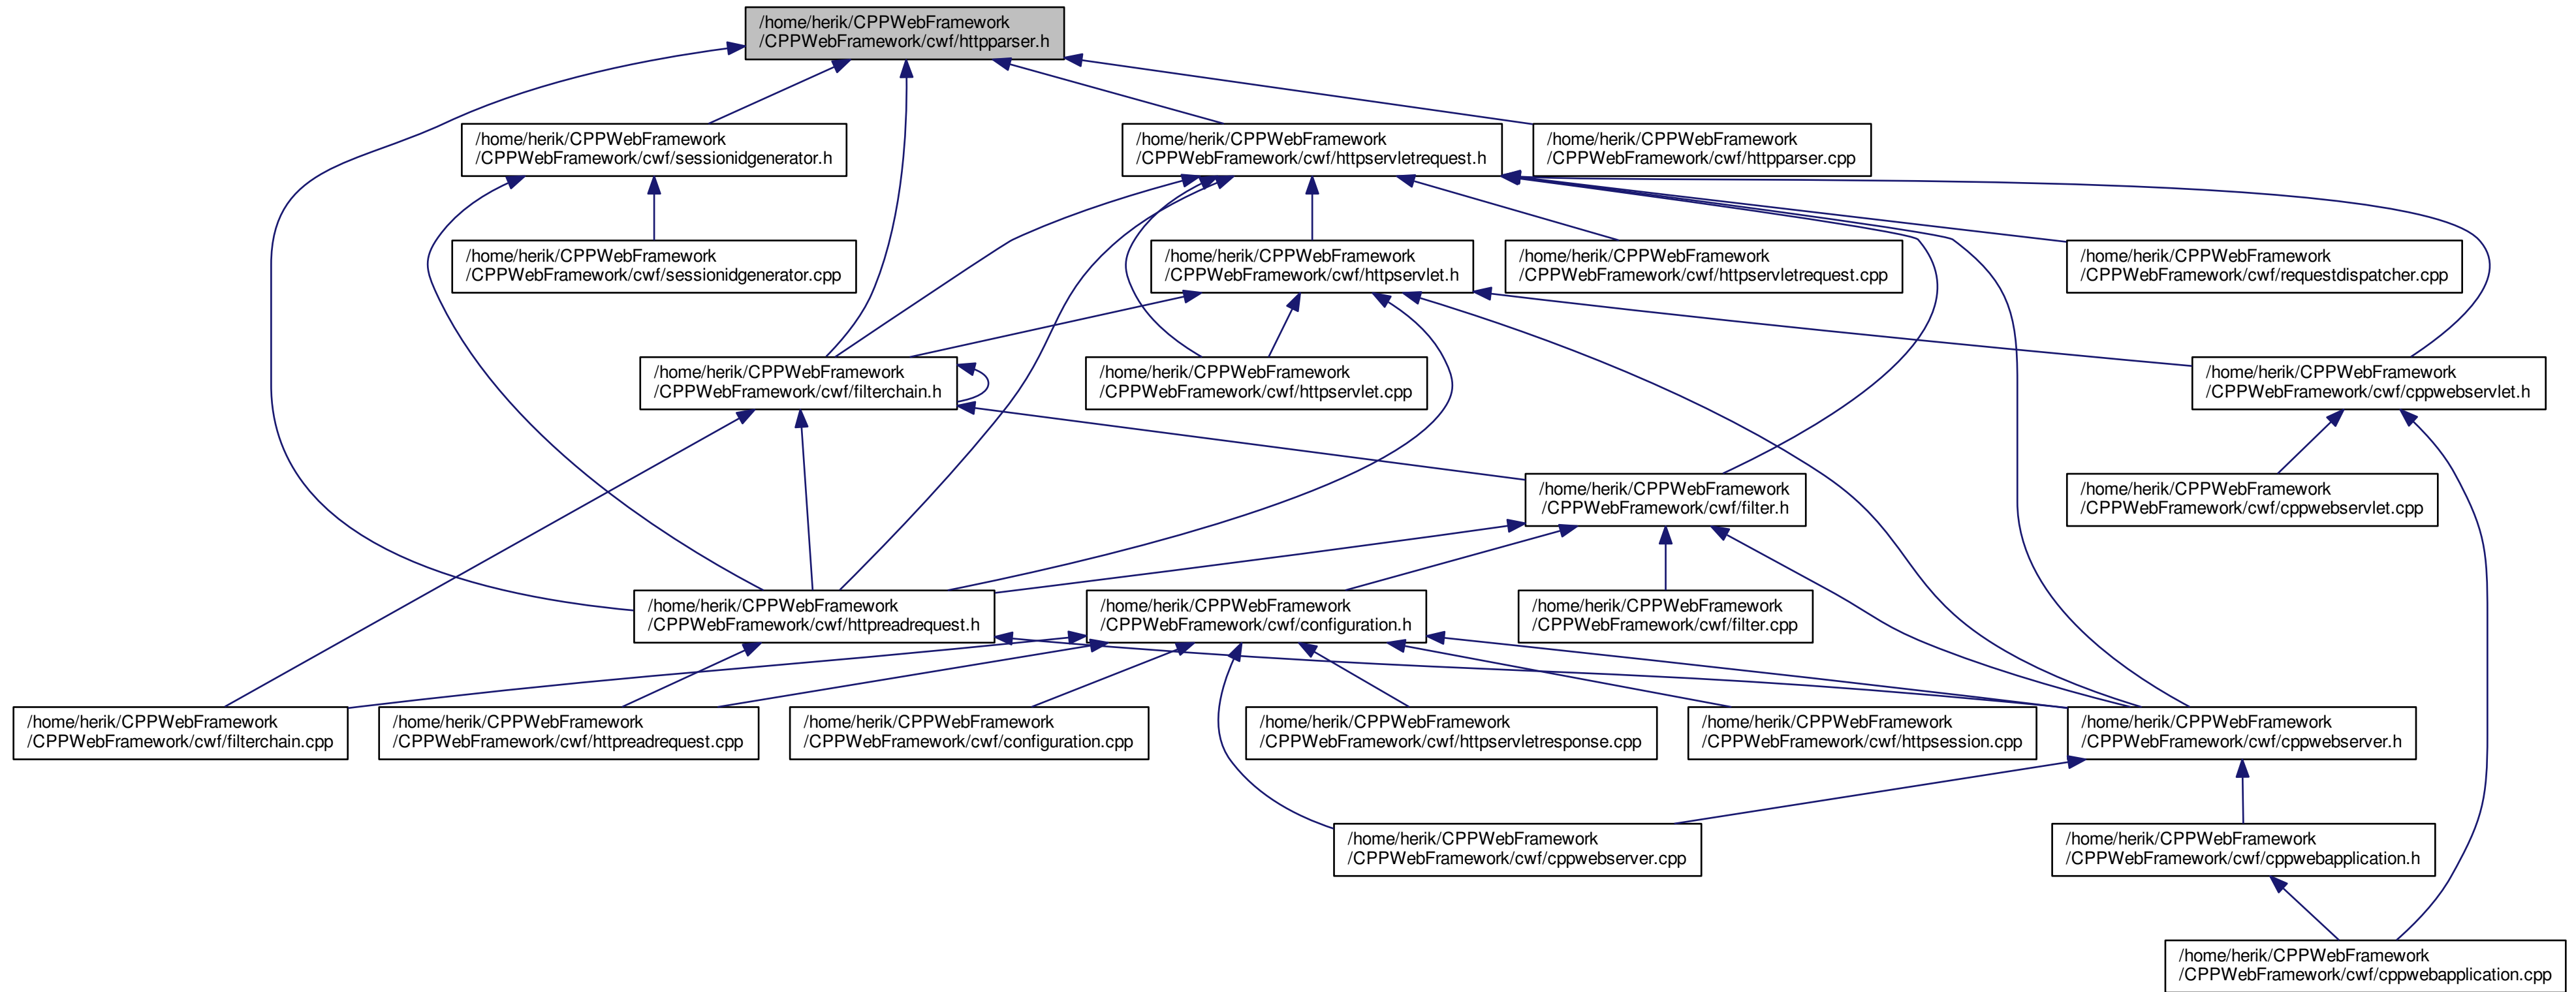 /home/herik/CPPWebFramework
/CPPWebFramework/cwf/httpparser.h
/home/herik/CPPWebFramework
/CPPWebFramework/cwf/sessionidgenerator.h
/home/herik/CPPWebFramework
/CPPWebFramework/cwf/httpservletrequest.h
/home/herik/CPPWebFramework
/CPPWebFramework/cwf/httpparser.cpp
/home/herik/CPPWebFramework
/CPPWebFramework/cwf/sessionidgenerator.cpp
/home/herik/CPPWebFramework
/CPPWebFramework/cwf/httpservlet.h
/home/herik/CPPWebFramework
/CPPWebFramework/cwf/httpservletrequest.cpp
/home/herik/CPPWebFramework
/CPPWebFramework/cwf/requestdispatcher.cpp
/home/herik/CPPWebFramework
/CPPWebFramework/cwf/filterchain.h
/home/herik/CPPWebFramework
/CPPWebFramework/cwf/httpservlet.cpp
/home/herik/CPPWebFramework
/CPPWebFramework/cwf/cppwebservlet.h
/home/herik/CPPWebFramework
/CPPWebFramework/cwf/filter.h
/home/herik/CPPWebFramework
/CPPWebFramework/cwf/cppwebservlet.cpp
/home/herik/CPPWebFramework
/CPPWebFramework/cwf/httpreadrequest.h
/home/herik/CPPWebFramework
/CPPWebFramework/cwf/configuration.h
/home/herik/CPPWebFramework
/CPPWebFramework/cwf/filter.cpp
/home/herik/CPPWebFramework
/CPPWebFramework/cwf/filterchain.cpp
/home/herik/CPPWebFramework
/CPPWebFramework/cwf/httpreadrequest.cpp
/home/herik/CPPWebFramework
/CPPWebFramework/cwf/configuration.cpp
/home/herik/CPPWebFramework
/CPPWebFramework/cwf/httpservletresponse.cpp
/home/herik/CPPWebFramework
/CPPWebFramework/cwf/httpsession.cpp
/home/herik/CPPWebFramework
/CPPWebFramework/cwf/cppwebserver.h
/home/herik/CPPWebFramework
/CPPWebFramework/cwf/cppwebserver.cpp
/home/herik/CPPWebFramework
/CPPWebFramework/cwf/cppwebapplication.h
/home/herik/CPPWebFramework
/CPPWebFramework/cwf/cppwebapplication.cpp